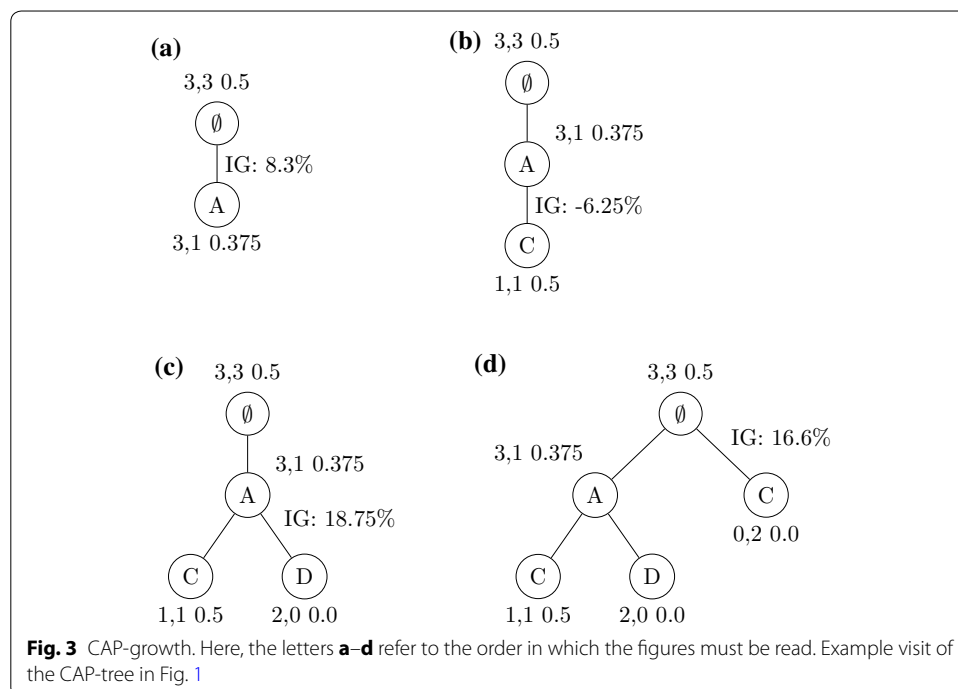 (a)
3,3 0.5
∅
IG: 8.3%
A
3,1 0.375
(b)
3,3 0.5
∅
3,1 0.375
A
IG: -6.25%
C
1,1 0.5
(c)
3,3 0.5
∅
3,1 0.375
A
IG: 18.75%
C
D
1,1 0.5
2,0 0.0
(d)
3,3 0.5
∅
IG: 16.6%
3,1 0.375
A
C
0,2 0.0
C
D
1,1 0.5
2,0 0.0
Fig. 3 CAP-growth. Here, the letters a–d refer to the order in which the figures must be read. Example visit of
the CAP-tree in Fig. 1